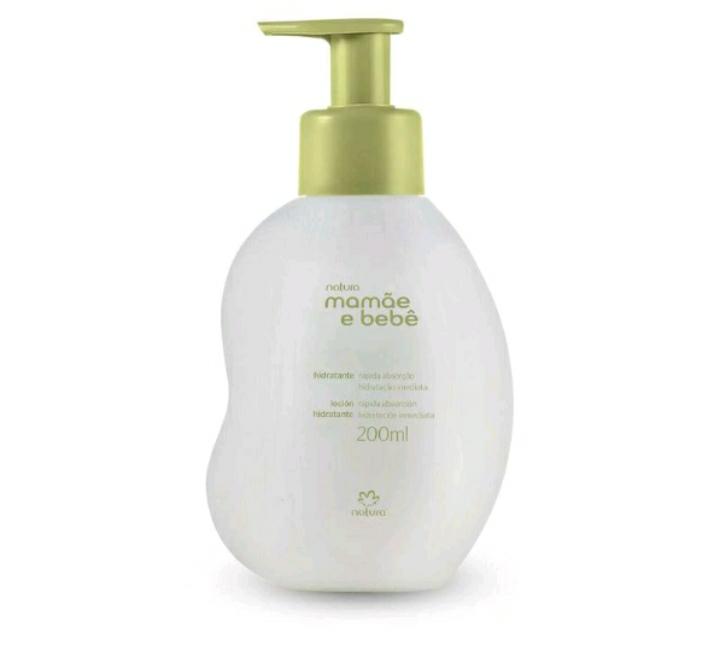 natura
mamãe
e bebê
hidratante rápida absorção
hidratação imediata
loción rápida absorción
hidratante hidratación inmediata
200ml
natura